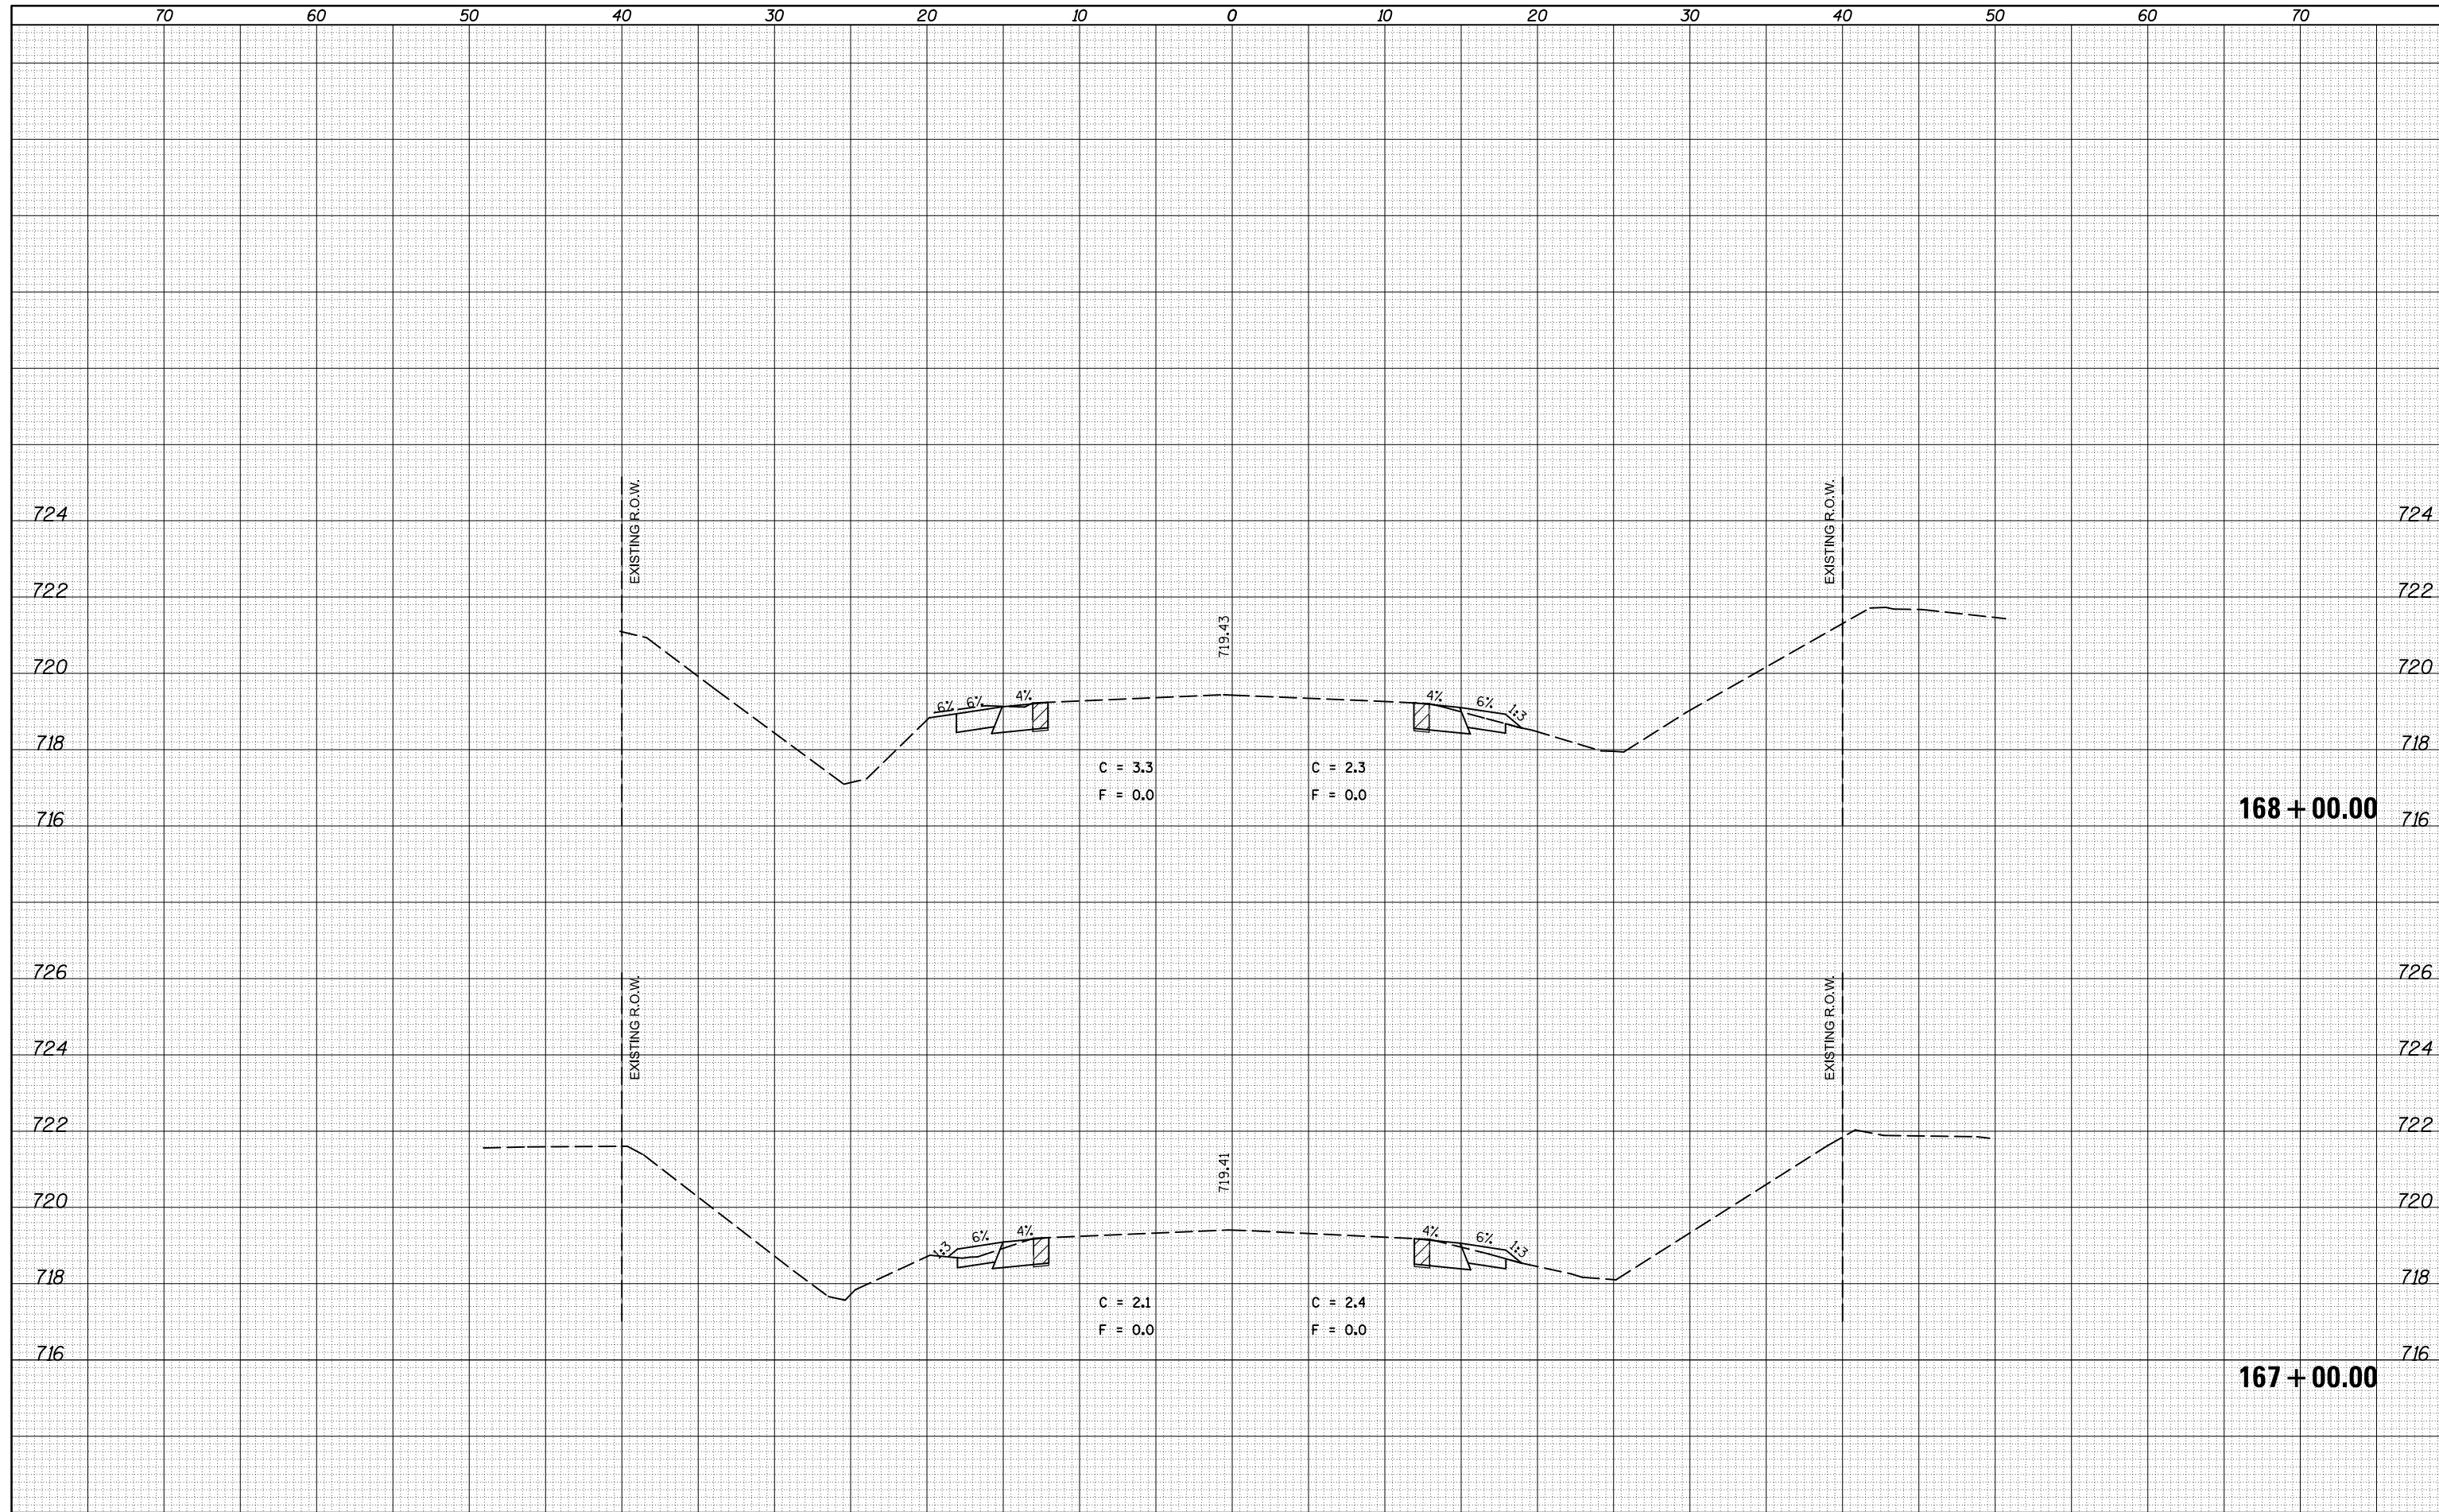 70 60 50 40 30 20 10 0 10 20 30 40 50 60 70
EXISTING R.O.W.
EXISTING R.O.W.
724 724
722 722
719.43
720 720
6% 6% 4% 4% 6% 1:3
718 718
C = 3.3 C = 2.3
F = 0.0 F = 0.0
168 + 00.00
716 716
726 726
EXISTING R.O.W.
EXISTING R.O.W.
724 724
722 722
719.41
720 720
1:3 6% 4% 4% 6% 1:3
718 718
C = 2.1 C = 2.4
F = 0.0 F = 0.0
716 716
167 + 00.00